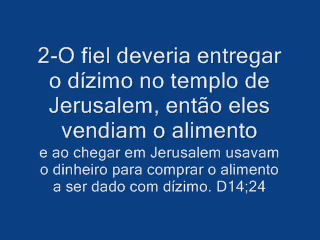 2-O fiel deveria entregar
o dízimo no templo de
Jerusalem, então eles
vendiam o alimento
e ao chegar em Jerusalem usavam
o dinheiro para comprar o alimento
a ser dado com dízimo. D14;24